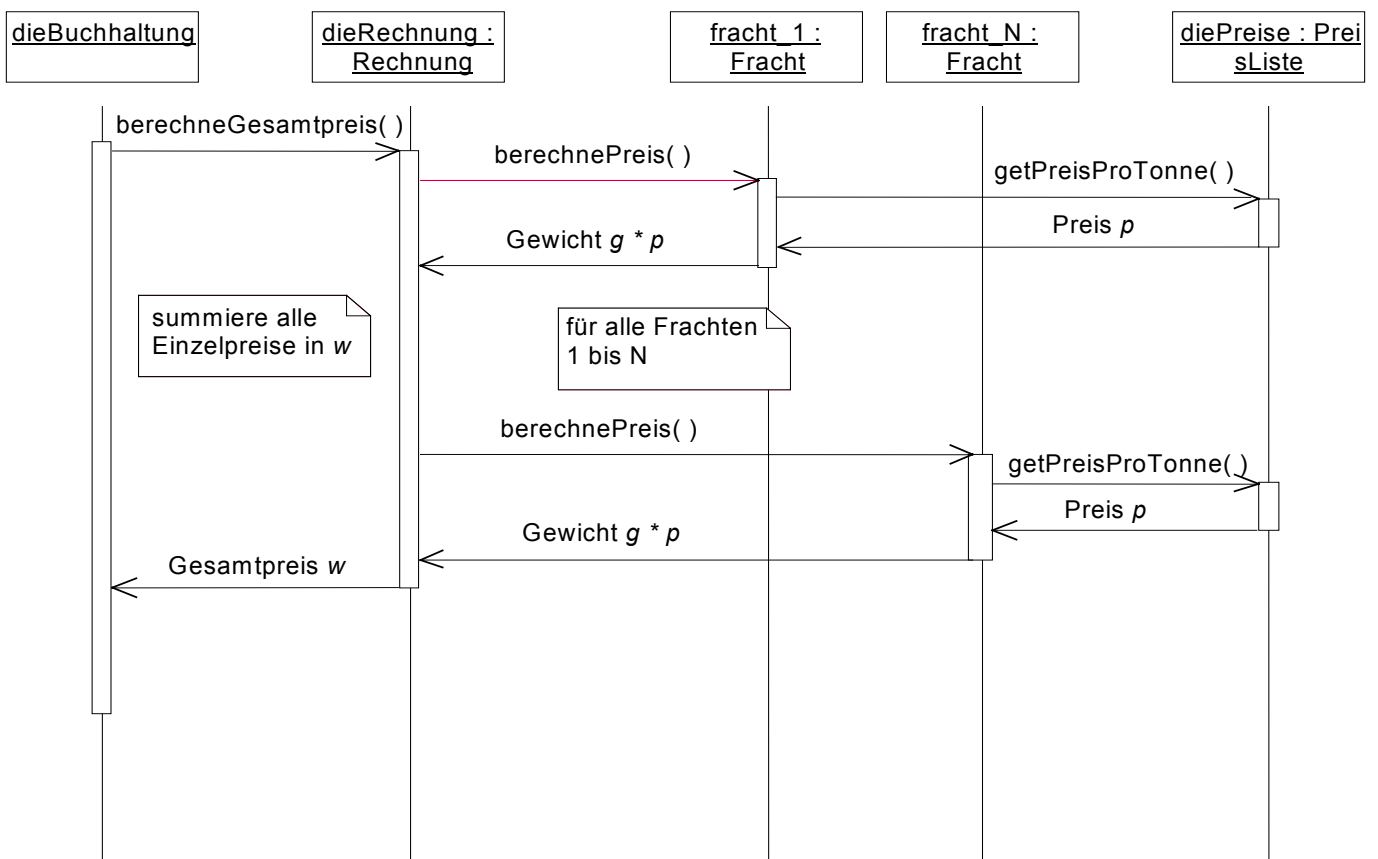 dieBuchhaltung
dieRechnung :
Rechnung
fracht_1 :
Fracht
fracht_N :
Fracht
diePreise : Prei
sListe
berechneGesamtpreis( )
berechnePreis( )
getPreisProTonne( )
Preis p
Gewicht g * p
summiere alle
Einzelpreise in w
für alle Frachten
1 bis N
berechnePreis( )
getPreisProTonne( )
Preis p
Gewicht g * p
Gesamtpreis w